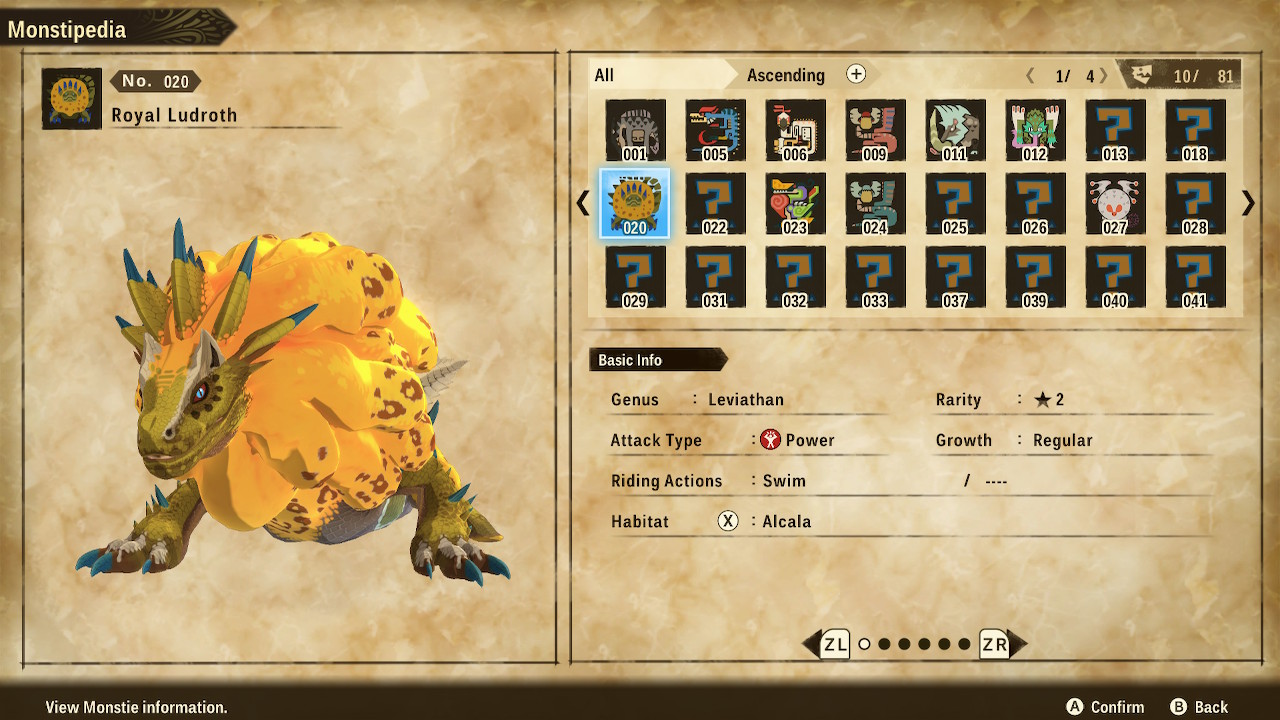 Monstipedia
No. 020
Royal Ludroth
All
Ascending
1/ 4
10/ 81
001 005 006 009 011 012 013 018
020 022 023 024 025 026 027 028
029 031 032 033 037 039 040 041
Basic Info
Genus : Leviathan
Rarity : ★2
Attack Type : Power
Growth : Regular
Riding Actions : Swim / ----
Habitat X : Alcala
ZL ZR
View Monstie information.
A Confirm B Back